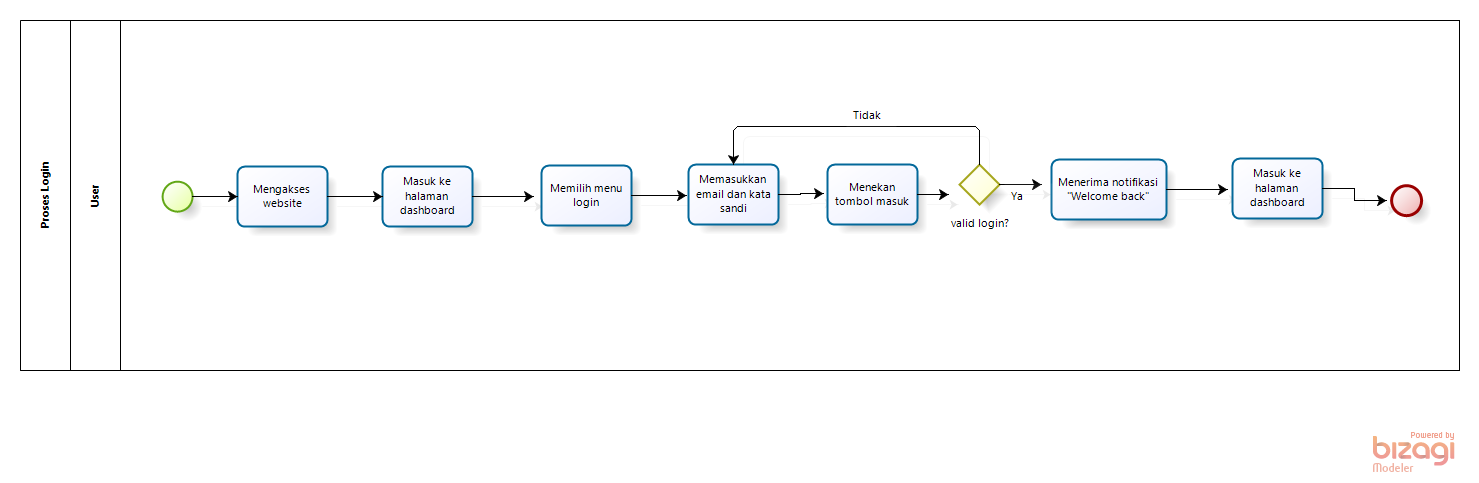 Proses Login
User
Mengakses
website
Masuk ke
halaman
dashboard
Memilih menu
login
Memasukkan
email dan kata
sandi
Menekan
tombol masuk
Tidak
valid login?
Ya
Menerima notifikasi
"Welcome back"
Masuk ke
halaman
dashboard
Powered by
bizagi
Modeler